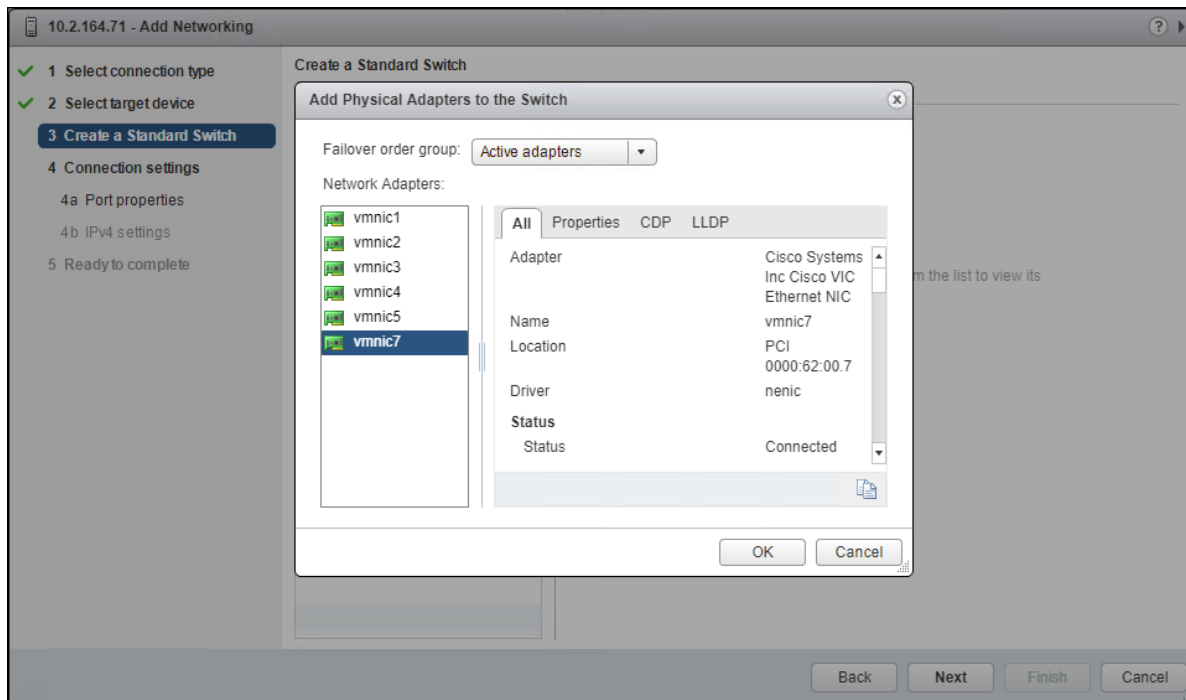 10.2.164.71 - Add Networking
?
1 Select connection type
2 Select target device
3 Create a Standard Switch
4 Connection settings
4a Port properties
4b IPv4 settings
5 Ready to complete
Create a Standard Switch
Add Physical Adapters to the Switch
Failover order group: Active adapters
Network Adapters:
vmnic1
vmnic2
vmnic3
vmnic4
vmnic5
vmnic7
All Properties CDP LLDP
Adapter Cisco Systems
Inc Cisco VIC
Ethernet NIC
Name vmnic7
Location PCI
0000:62:00.7
Driver nenic
Status
Status Connected
the list to view its
OK Cancel
Back Next Finish Cancel